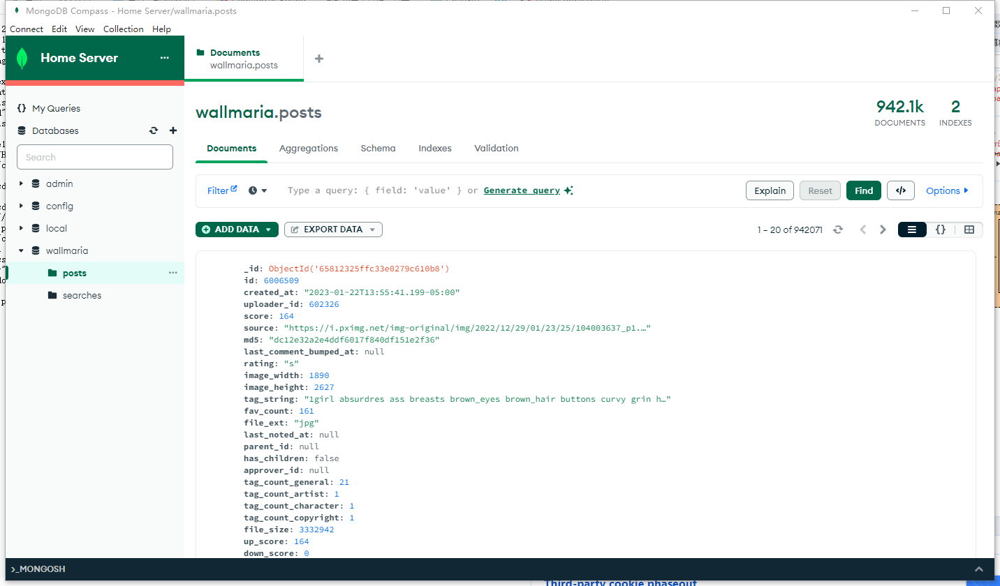 MongoDB Compass - Home Server/wallmaria.posts
Connect Edit View Collection Help
Home Server
Documents
wallmaria.posts
My Queries
Databases
Search
admin
config
local
wallmaria
posts
searches
wallmaria.posts
942.1k
DOCUMENTS
2
INDEXES
Documents Aggregations Schema Indexes Validation
Filter
Type a query: { field: 'value' } or Generate query
Explain Reset Find </> Options
ADD DATA EXPORT DATA
1 – 20 of 942071
_id: ObjectId('65812325ffc33e0279c610b8')
id: 6006509
created_at: "2023-01-22T13:55:41.199-05:00"
uploader_id: 602326
score: 164
source: "https://i.pximg.net/img-original/img/2022/12/29/01/23/25/104003637_p1.…"
md5: "dc12e32a2e4ddf6017f840df151e2f36"
last_comment_bumped_at: null
rating: "s"
image_width: 1890
image_height: 2627
tag_string: "1girl absurdres ass breasts brown_eyes brown_hair buttons curvy grin h…"
fav_count: 161
file_ext: "jpg"
last_noted_at: null
parent_id: null
has_children: false
approver_id: null
tag_count_general: 21
tag_count_artist: 1
tag_count_character: 1
tag_count_copyright: 1
file_size: 3332942
up_score: 164
down_score: 0
>_MONGOSH
Third-party cookie phaseout